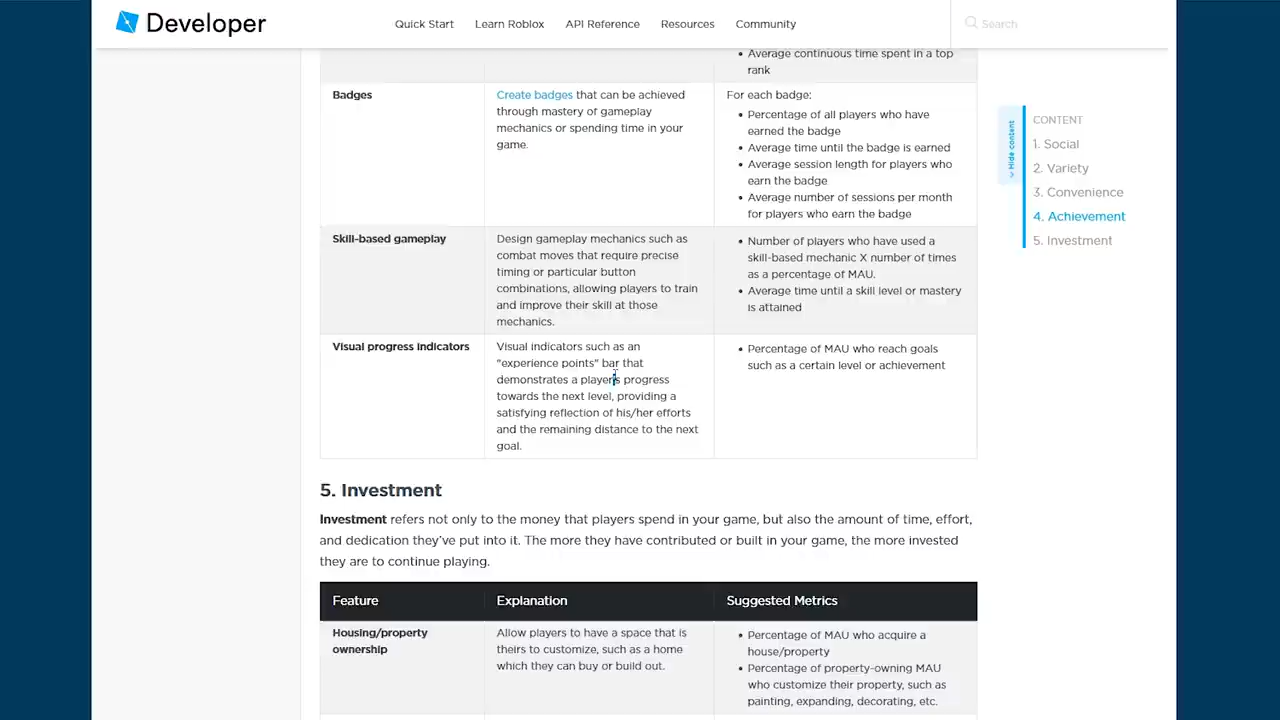 Developer
Quick Start
Learn Roblox
API Reference
Resources
Community
Search
• Average continuous time spent in a top
rank
Badges
Create badges that can be achieved
through mastery of gameplay
mechanics or spending time in your
game.
For each badge:
• Percentage of all players who have
earned the badge
• Average time until the badge is earned
• Average session length for players who
earn the badge
• Average number of sessions per month
for players who earn the badge
Skill-based gameplay
Design gameplay mechanics such as
combat moves that require precise
timing or particular button
combinations, allowing players to train
and improve their skill at those
mechanics.
• Number of players who have used a
skill-based mechanic X number of times
as a percentage of MAU.
• Average time until a skill level or mastery
is attained
Visual progress indicators
Visual indicators such as an
"experience points" bar that
demonstrates a player's progress
towards the next level, providing a
satisfying reflection of his/her efforts
and the remaining distance to the next
goal.
• Percentage of MAU who reach goals
such as a certain level or achievement
5. Investment
Investment refers not only to the money that players spend in your game, but also the amount of time, effort,
and dedication they've put into it. The more they have contributed or built in your game, the more invested
they are to continue playing.
Feature
Explanation
Suggested Metrics
Housing/property
ownership
Allow players to have a space that is
theirs to customize, such as a home
which they can buy or build out.
• Percentage of MAU who acquire a
house/property
• Percentage of property-owning MAU
who customize their property, such as
painting, expanding, decorating, etc.
Hide content
CONTENT
1. Social
2. Variety
3. Convenience
4. Achievement
5. Investment